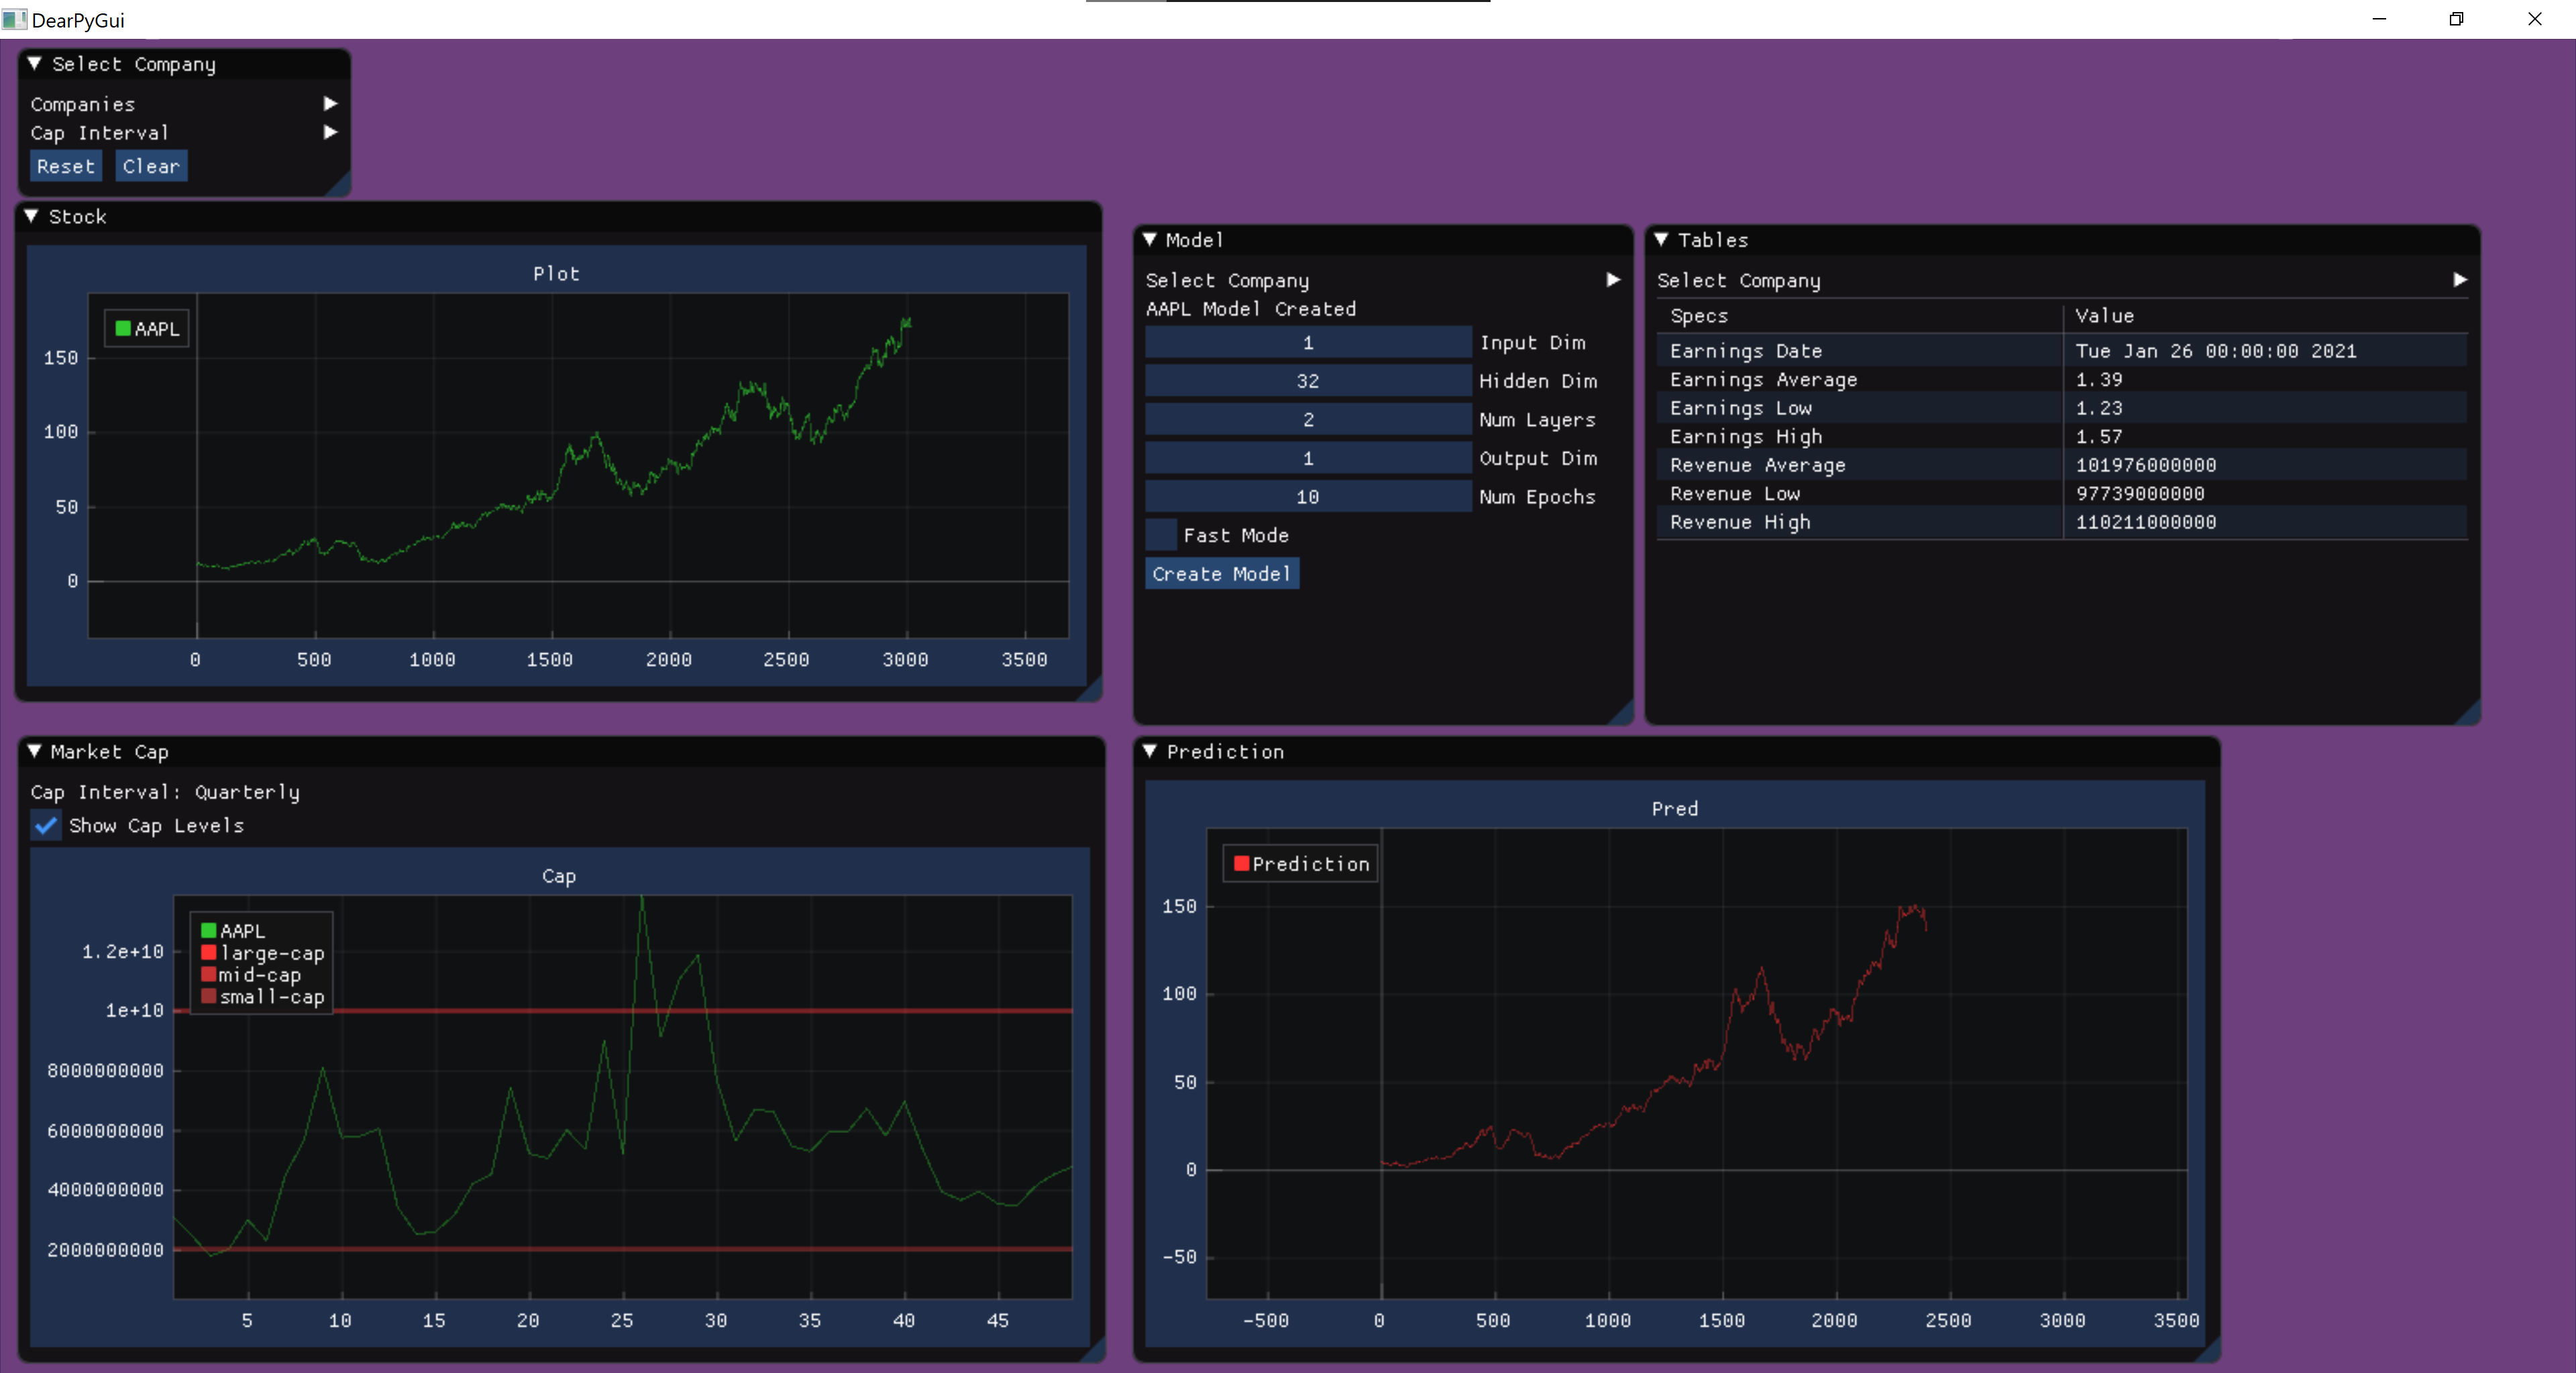 DearPyGui
Select Company
Companies
Cap Interval
Reset Clear
Stock
Plot
AAPL
150
100
50
0
0 500 1000 1500 2000 2500 3000 3500
Model
Select Company
AAPL Model Created
1 Input Dim
32 Hidden Dim
2 Num Layers
1 Output Dim
10 Num Epochs
Fast Mode
Create Model
Tables
Select Company
Specs Value
Earnings Date Tue Jan 26 00:00:00 2021
Earnings Average 1.39
Earnings Low 1.23
Earnings High 1.57
Revenue Average 101976000000
Revenue Low 97739000000
Revenue High 110211000000
Market Cap
Cap Interval: Quarterly
Show Cap Levels
Cap
AAPL
large-cap
mid-cap
small-cap
1.2e+10
1e+10
8000000000
6000000000
4000000000
2000000000
5 10 15 20 25 30 35 40 45
Prediction
Pred
Prediction
150
100
50
0
-50
-500 0 500 1000 1500 2000 2500 3000 3500